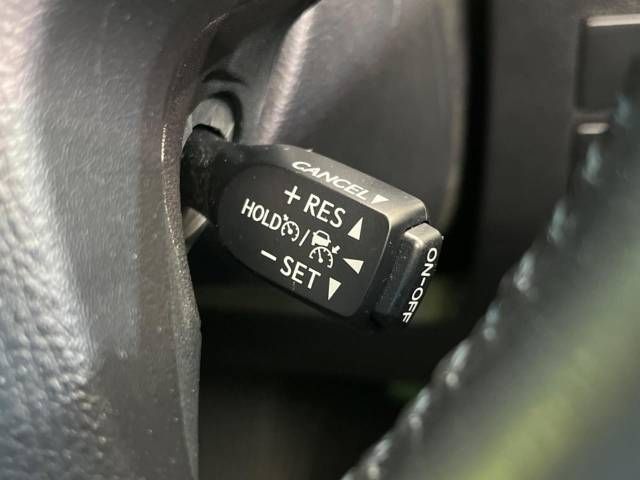 CANCEL
+ RES
HOLD /
- SET
ON-OFF